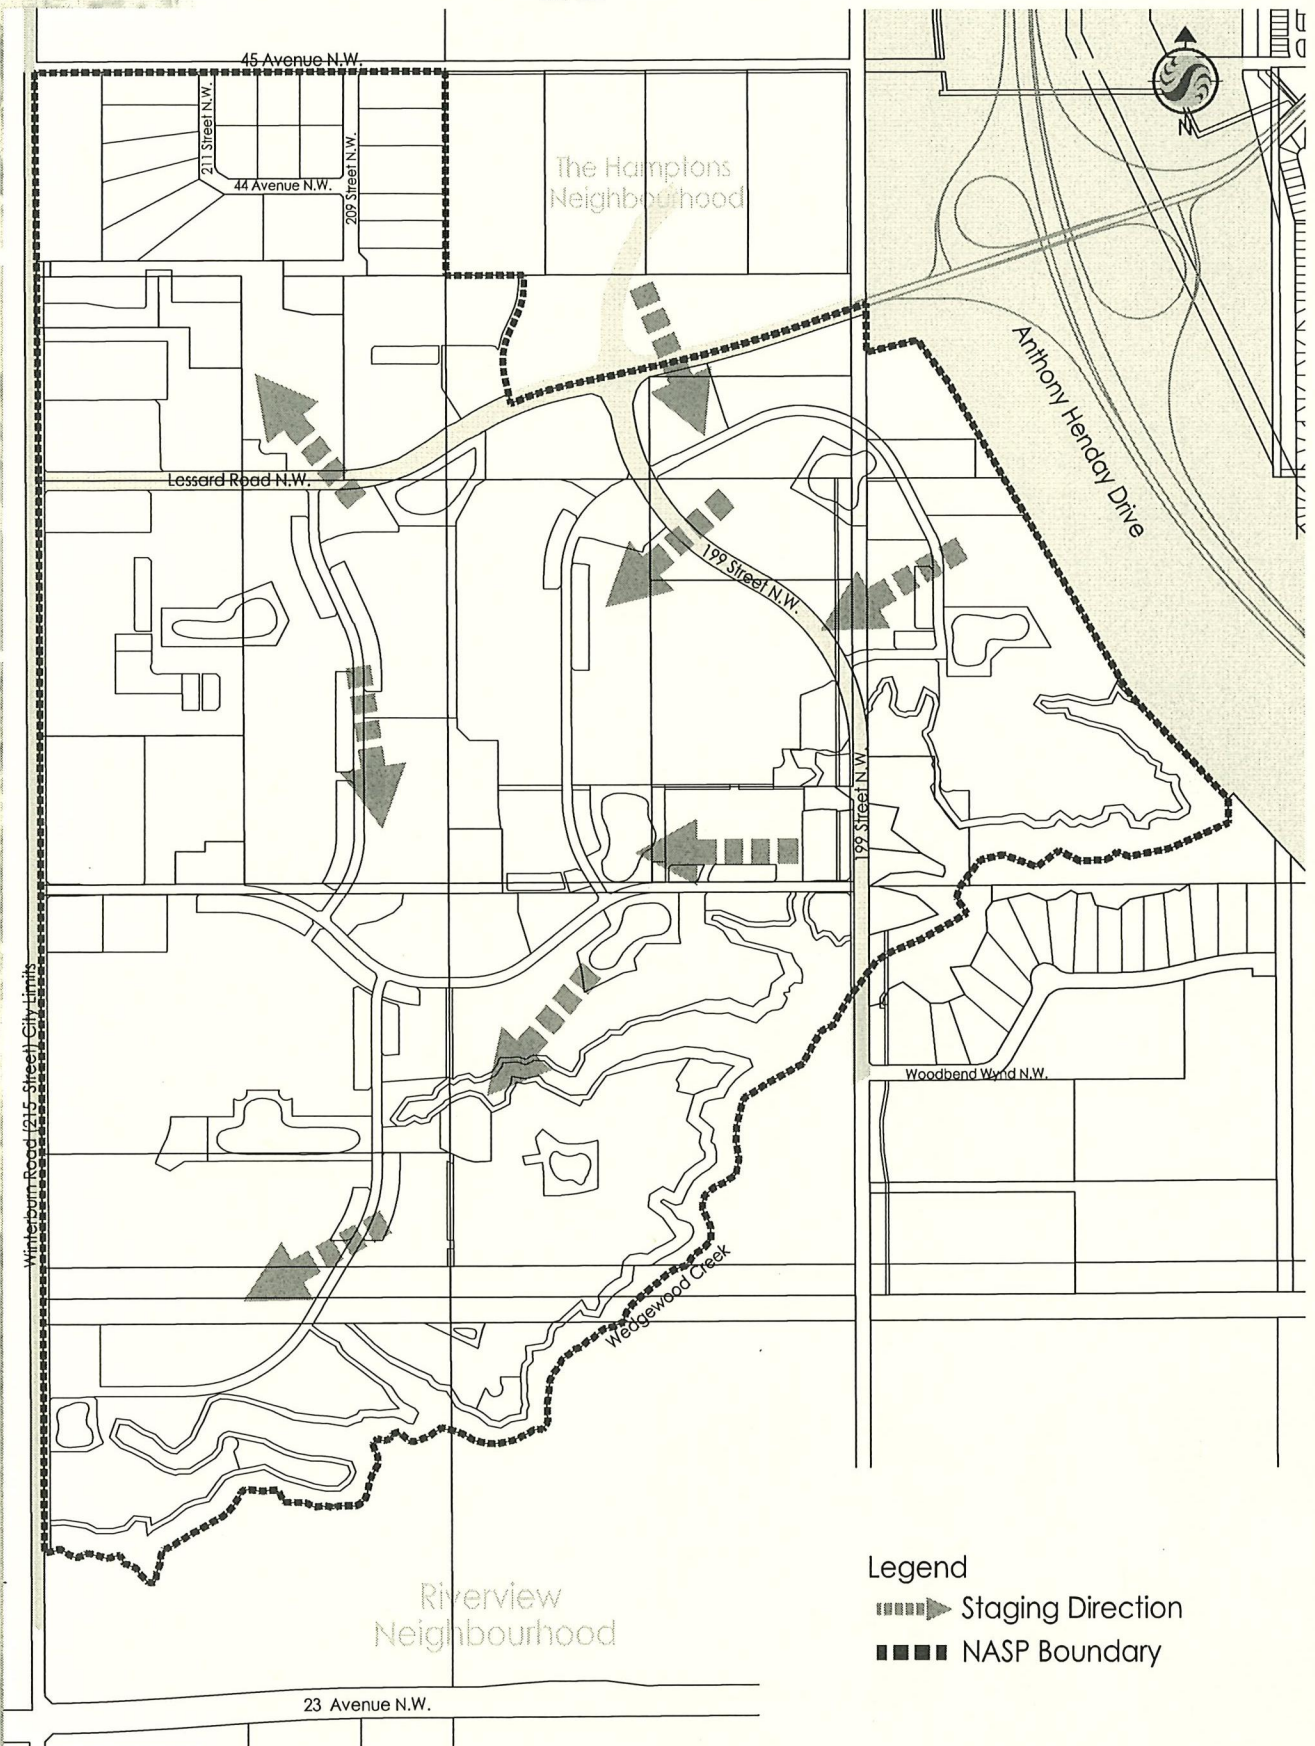 45 Avenue N.W.
211 Street N.W.
44 Avenue N.W.
209 Street N.W.
The Hamptons
Neighbourhood
N
Anthony Henday Drive
Lessard Road N.W.
199 Street N.W.
199 Street N.W.
Winterburn Road (215 Street) City Limits
Woodbend Wynd N.W.
Wedgewood Creek
Legend
Staging Direction
NASP Boundary
Riverview
Neighbourhood
23 Avenue N.W.